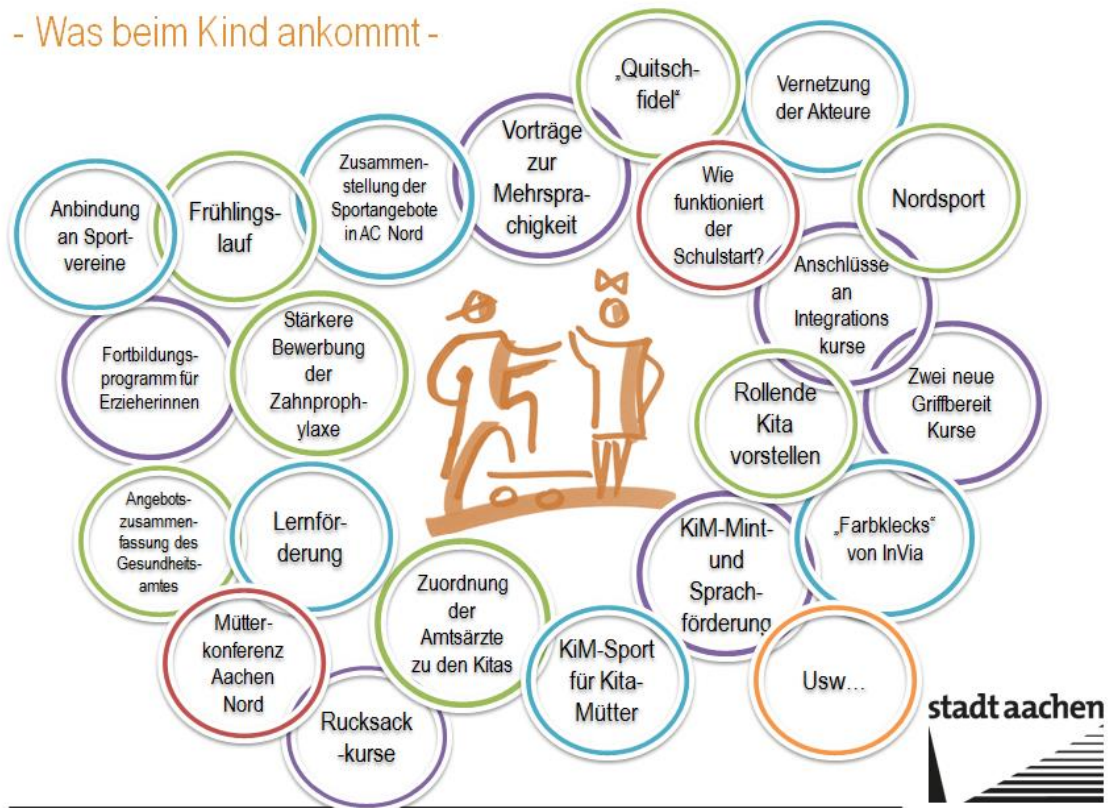 - Was beim Kind ankommt -
„Quitsch-
fidel“
Vernetzung
der Akteure
Vorträge
zur
Mehrspra-
chigkeit
Zusammen-
stellung der
Sportangebote
in AC Nord
Wie
funktioniert
der
Schulstart?
Nordsport
Anbindung
an Sport-
vereine
Frühlings-
lauf
Anschlüsse
an
Integrations
kurse
Fortbildungs-
programm für
Erzieherinnen
Stärkere
Bewerbung
der
Zahnproph-
ylaxe
Rollende
Kita
vorstellen
Zwei neue
Griffbereit
Kurse
Angebots-
zusammen-
fassung des
Gesundheits-
amtes
Lernför-
derung
KiM-Mint-
und
Sprach-
förderung
„Farbklecks“
von InVia
Mütter-
konferenz
Aachen
Nord
Zuordnung
der
Amtsärzte
zu den Kitas
KiM-Sport
für Kita-
Mütter
Usw...
Rucksack
-kurse
stadt aachen